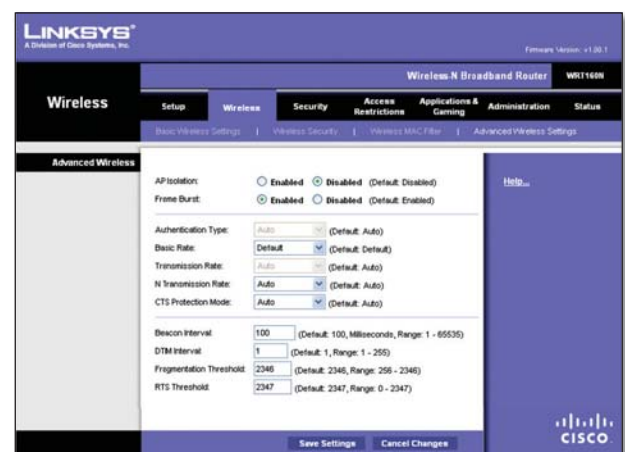 LINKSYS®
A Division of Cisco Systems, Inc.
Firmware Version: v1.00.1
Wireless-N Broadband Router WRT160N
Wireless
Setup Wireless Security Access Restrictions Applications & Gaming Administration Status
Basic Wireless Settings | Wireless Security | Wireless MAC Filter | Advanced Wireless Settings
Advanced Wireless
AP Isolation: Enabled Disabled (Default: Disabled)
Frame Burst: Enabled Disabled (Default: Enabled)
Authentication Type: Auto (Default: Auto)
Basic Rate: Default (Default: Default)
Transmission Rate: Auto (Default: Auto)
N Transmission Rate: Auto (Default: Auto)
CTS Protection Mode: Auto (Default: Auto)
Beacon Interval: 100 (Default: 100, Milliseconds, Range: 1 - 65535)
DTIM Interval: 1 (Default: 1, Range: 1 - 255)
Fragmentation Threshold: 2346 (Default: 2346, Range: 256 - 2346)
RTS Threshold: 2347 (Default: 2347, Range: 0 - 2347)
Help...
Save Settings Cancel Changes
CISCO